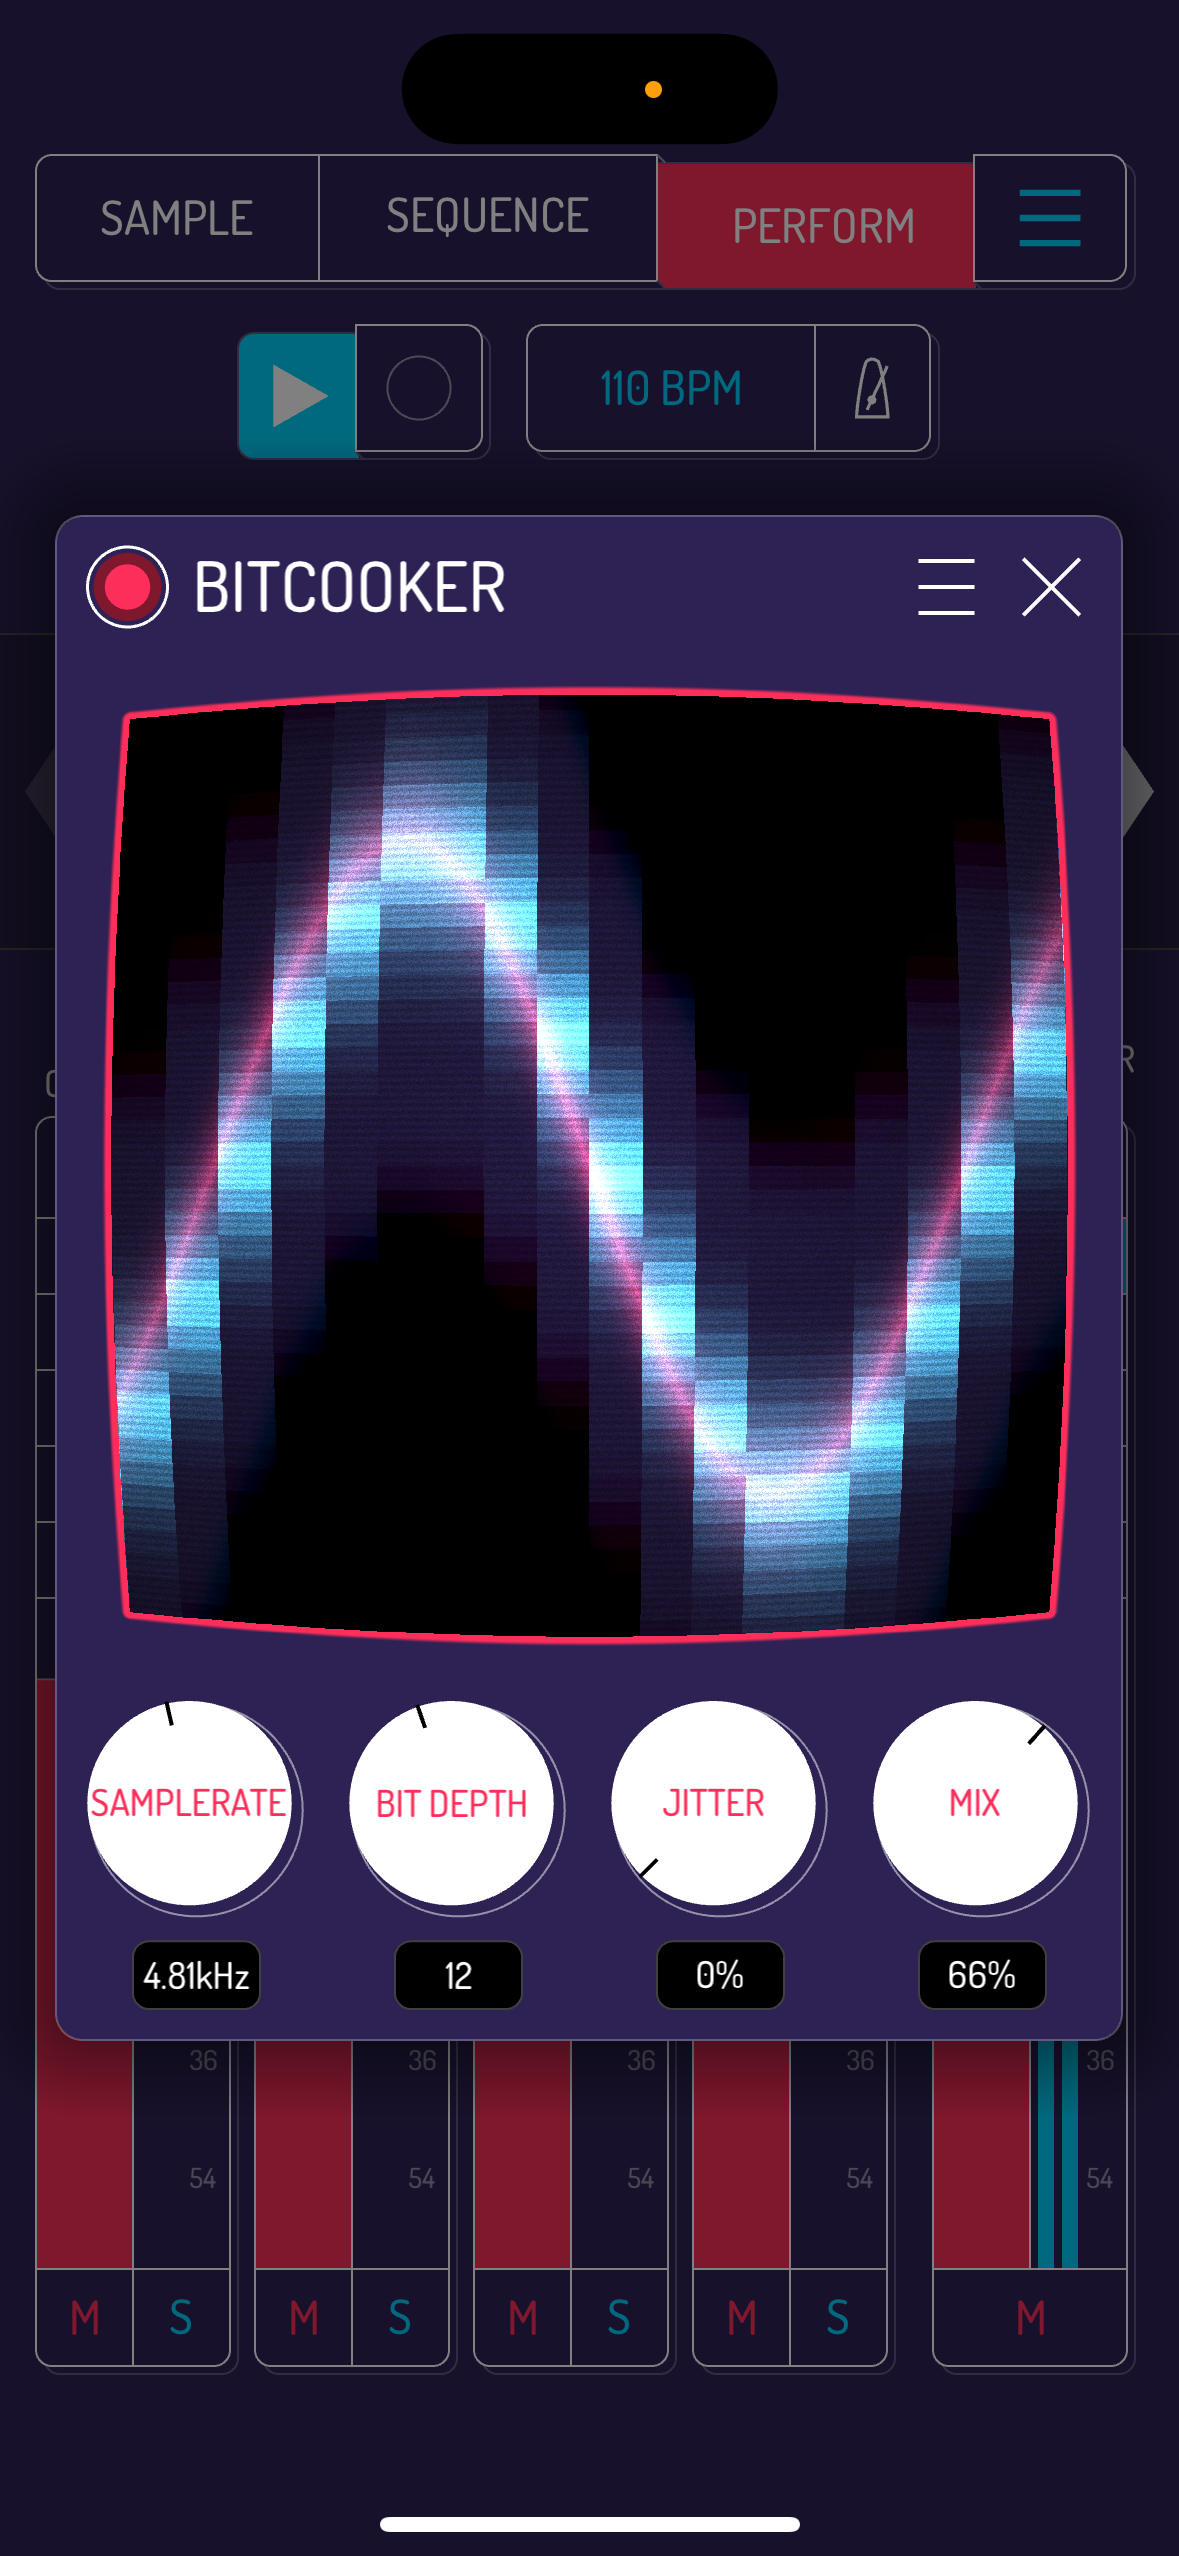 SAMPLE SEQUENCE PERFORM
110 BPM
BITCOOKER
R
SAMPLERATE BIT DEPTH JITTER MIX
4.81kHz 12 0% 66%
36 36 36 36 36
54 54 54 54 54
M S M S M S M S M